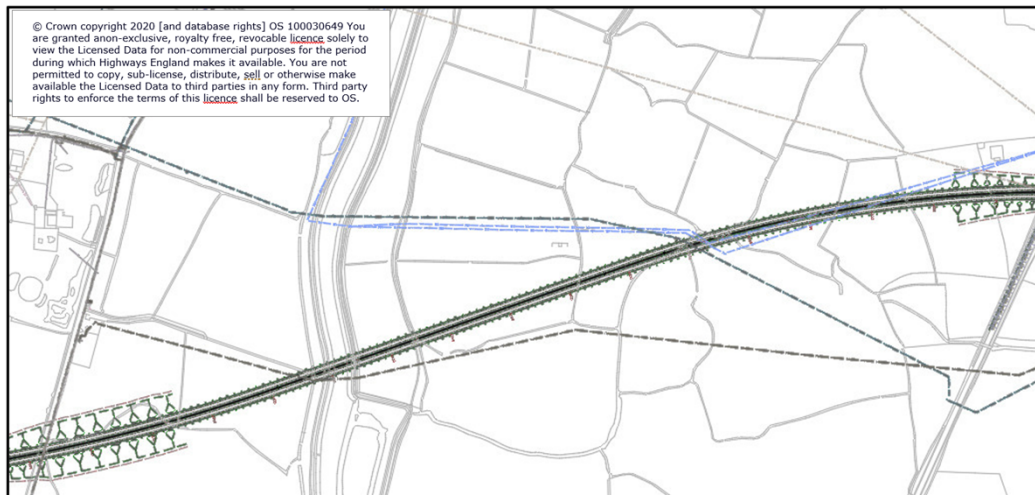 © Crown copyright 2020 [and database rights] OS 100030649 You
are granted anon-exclusive, royalty free, revocable licence solely to
view the Licensed Data for non-commercial purposes for the period
during which Highways England makes it available. You are not
permitted to copy, sub-license, distribute, sell or otherwise make
available the Licensed Data to third parties in any form. Third party
rights to enforce the terms of this licence shall be reserved to OS.